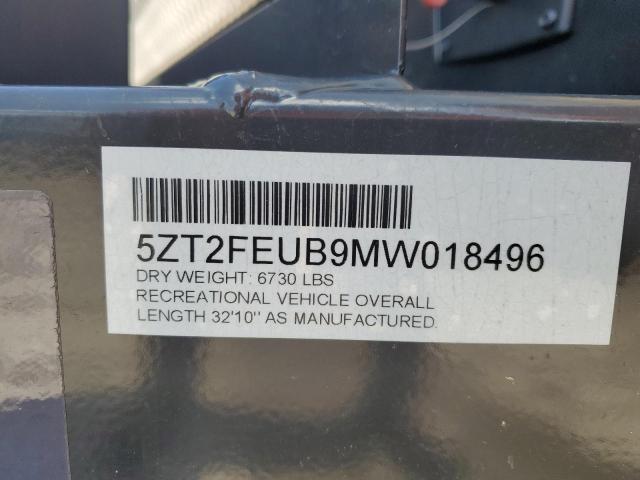 5ZT2FEUB9MW018496
DRY WEIGHT: 6730 LBS
RECREATIONAL VEHICLE OVERALL
LENGTH 32'10" AS MANUFACTURED.